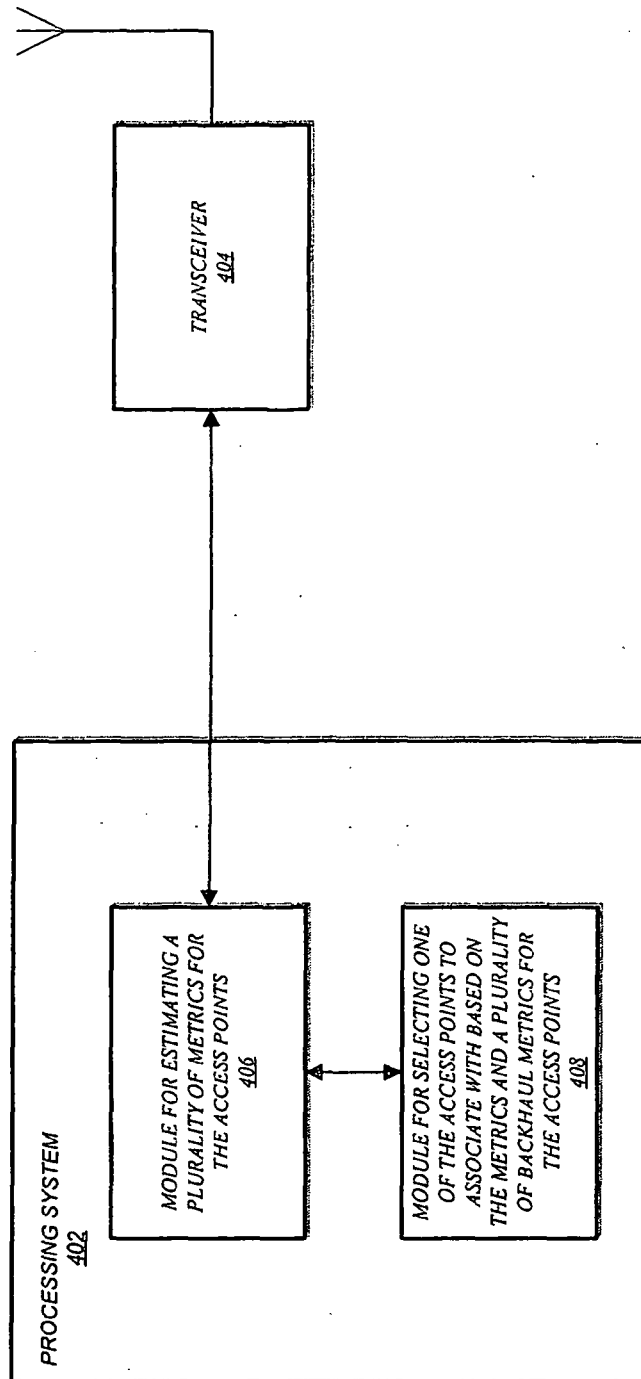 PROCESSING SYSTEM
402
MODULE FOR ESTIMATING A
PLURALITY OF METRICS FOR
THE ACCESS POINTS
406
MODULE FOR SELECTING ONE
OF THE ACCESS POINTS TO
ASSOCIATE WITH BASED ON
THE METRICS AND A PLURALITY
OF BACKHAUL METRICS FOR
THE ACCESS POINTS
408
TRANSCEIVER
404